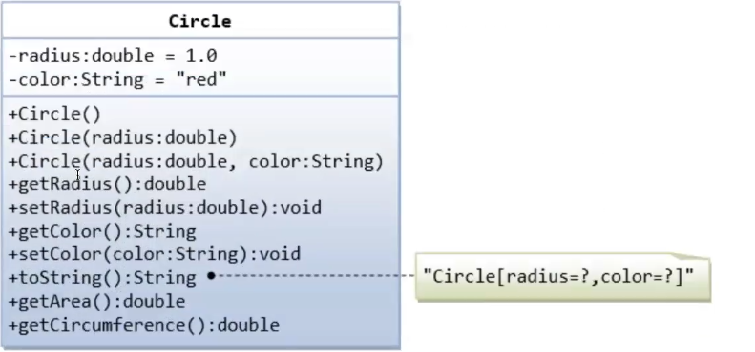 Circle
-radius:double = 1.0
-color:String = "red"
+Circle()
+Circle(radius:double)
+Circle(radius:double, color:String)
+getRadius():double
+setRadius(radius:double):void
+getColor():String
+setColor(color:String):void
+toString():String
"Circle[radius=?,color=?]"
+getArea():double
+getCircumference():double